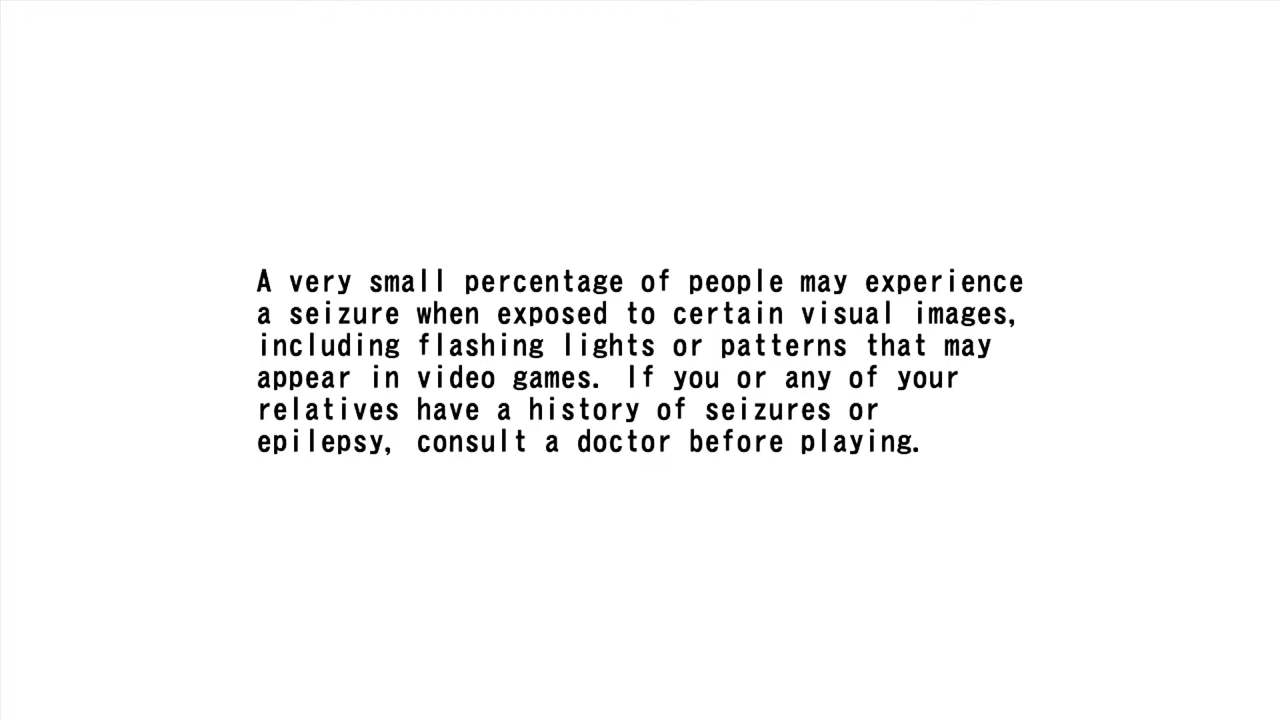 A very small percentage of people may experience
a seizure when exposed to certain visual images,
including flashing lights or patterns that may
appear in video games. If you or any of your
relatives have a history of seizures or
epilepsy, consult a doctor before playing.